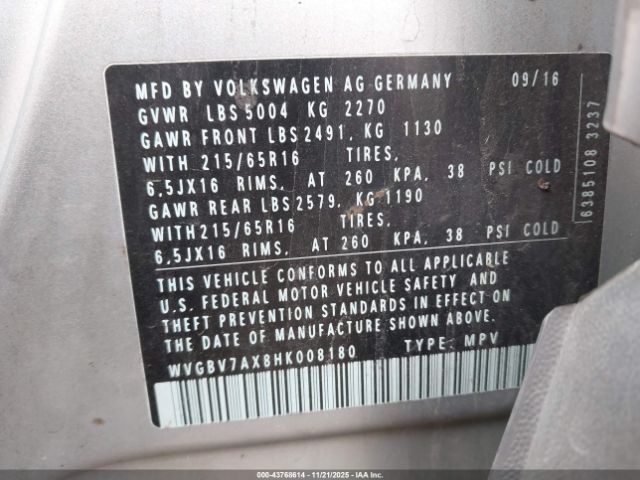 MFD BY VOLKSWAGEN AG GERMANY 09/16
GVWR LBS 5004 KG 2270
GAWR FRONT LBS 2491, KG 1130
WITH 215/65R16 TIRES,
6,5JX16 RIMS, AT 260 KPA, 38 PSI COLD
GAWR REAR LBS 2579, KG 1190
WITH 215/65R16 TIRES,
6,5JX16 RIMS, AT 260 KPA, 38 PSI COLD
THIS VEHICLE CONFORMS TO ALL APPLICABLE
U.S. FEDERAL MOTOR VEHICLE SAFETY AND
THEFT PREVENTION STANDARDS IN EFFECT ON
THE DATE OF MANUFACTURE SHOWN ABOVE.
WVGBV7AX8HK008180 TYPE: MPV
6385108 3237
000-43768614 - 11/21/2025 - IAAI